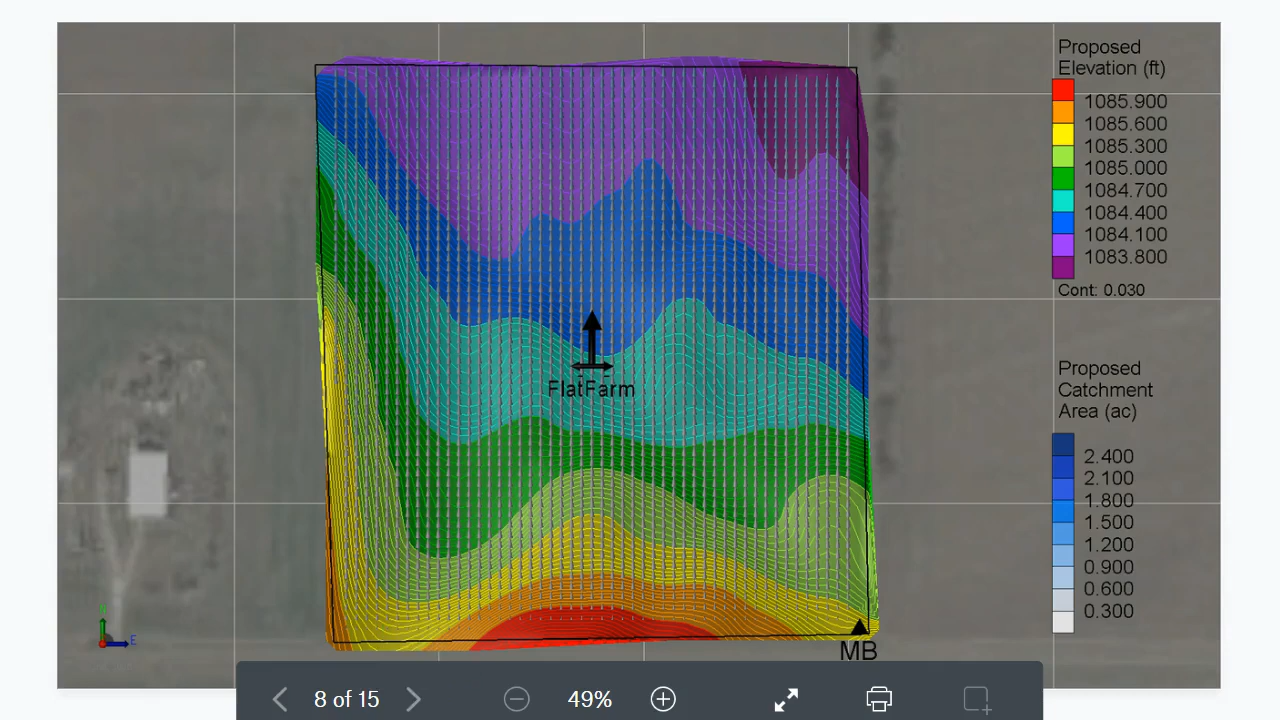 Proposed
Elevation (ft)
1085.900
1085.600
1085.300
1085.000
1084.700
1084.400
1084.100
1083.800
Cont: 0.030
FlatFarm
Proposed
Catchment
Area (ac)
2.400
2.100
1.800
1.500
1.200
0.900
0.600
0.300
N
E
MB
8 of 15
49%